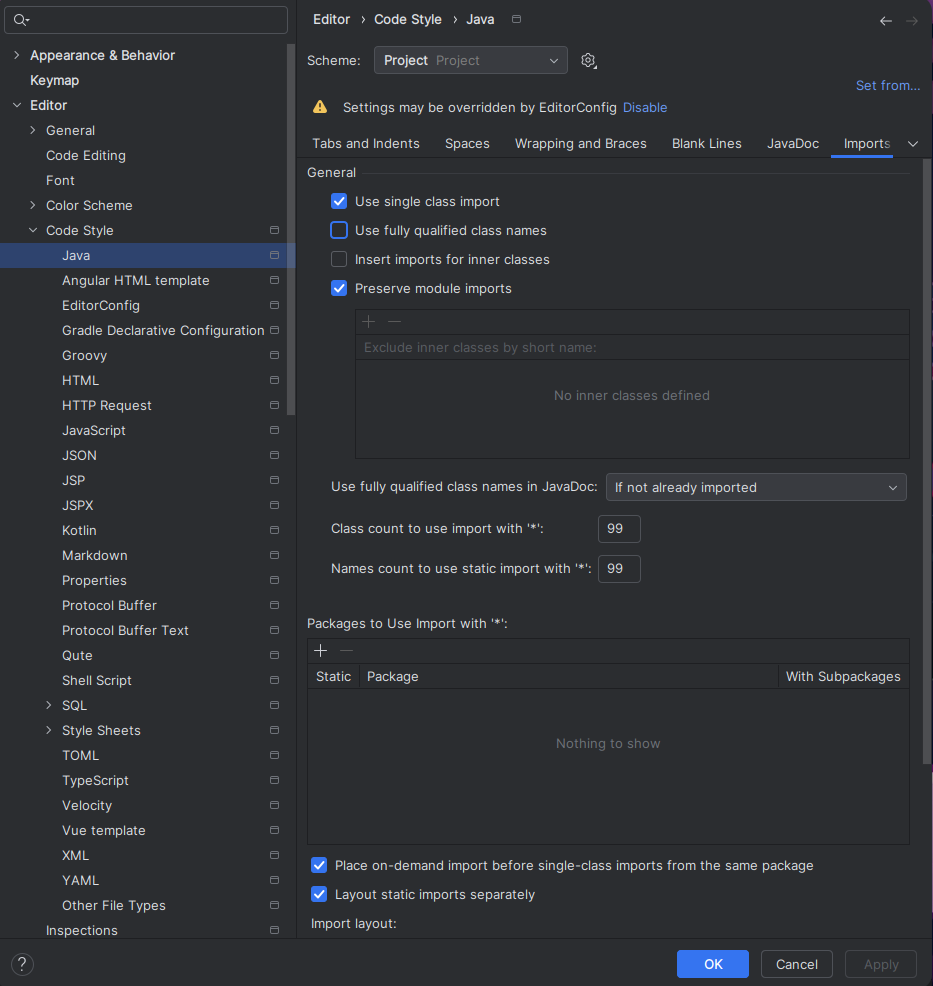 Appearance & Behavior
Keymap
Editor
General
Code Editing
Font
Color Scheme
Code Style
Java
Angular HTML template
EditorConfig
Gradle Declarative Configuration
Groovy
HTML
HTTP Request
JavaScript
JSON
JSP
JSPX
Kotlin
Markdown
Properties
Protocol Buffer
Protocol Buffer Text
Qute
Shell Script
SQL
Style Sheets
TOML
TypeScript
Velocity
Vue template
XML
YAML
Other File Types
Inspections
Editor › Code Style › Java
Scheme: Project Project
Set from...
Settings may be overridden by EditorConfig Disable
Tabs and Indents Spaces Wrapping and Braces Blank Lines JavaDoc Imports
General
Use single class import
Use fully qualified class names
Insert imports for inner classes
Preserve module imports
Exclude inner classes by short name:
No inner classes defined
Use fully qualified class names in JavaDoc: If not already imported
Class count to use import with '*': 99
Names count to use static import with '*': 99
Packages to Use Import with '*':
Static Package With Subpackages
Nothing to show
Place on-demand import before single-class imports from the same package
Layout static imports separately
Import layout:
? OK Cancel Apply